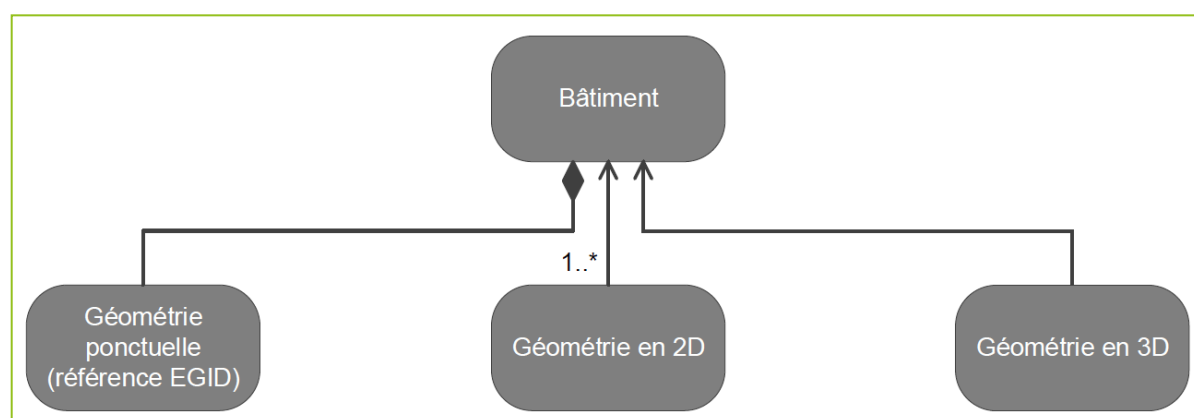 Bâtiment
1..*
Géométrie
ponctuelle
(référence EGID)
Géométrie en 2D
Géométrie en 3D